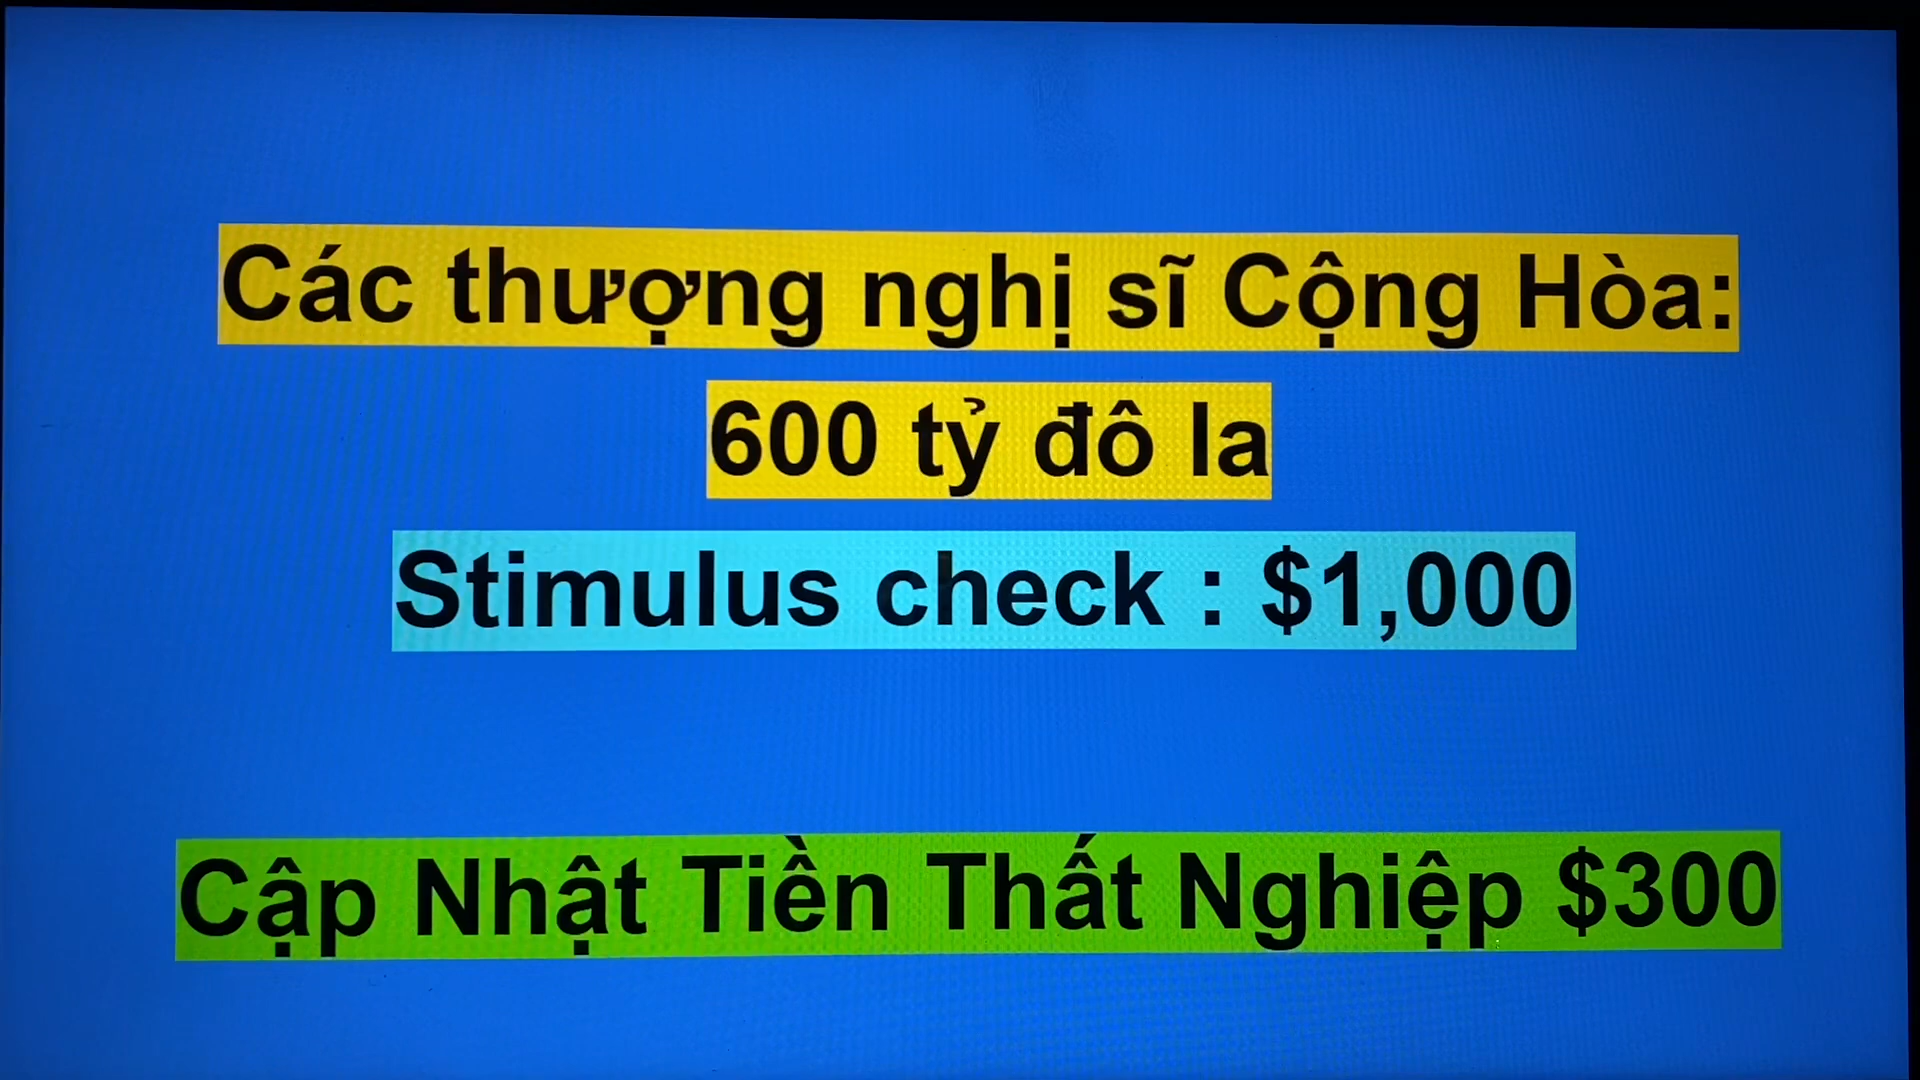 Các thượng nghị sĩ Cộng Hòa:
600 tỷ đô la
Stimulus check : $1,000
Cập Nhật Tiền Thất Nghiệp $300